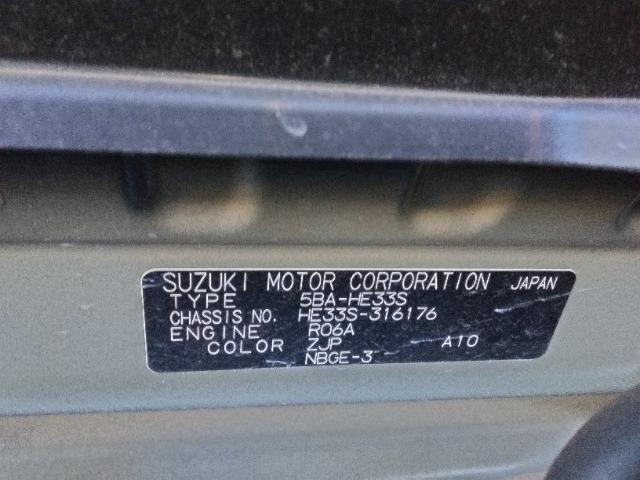 SUZUKI MOTOR CORPORATION JAPAN
TYPE 5BA-HE33S
CHASSIS NO. HE33S-316176
ENGINE R06A
COLOR ZJP A10
NBGE-3